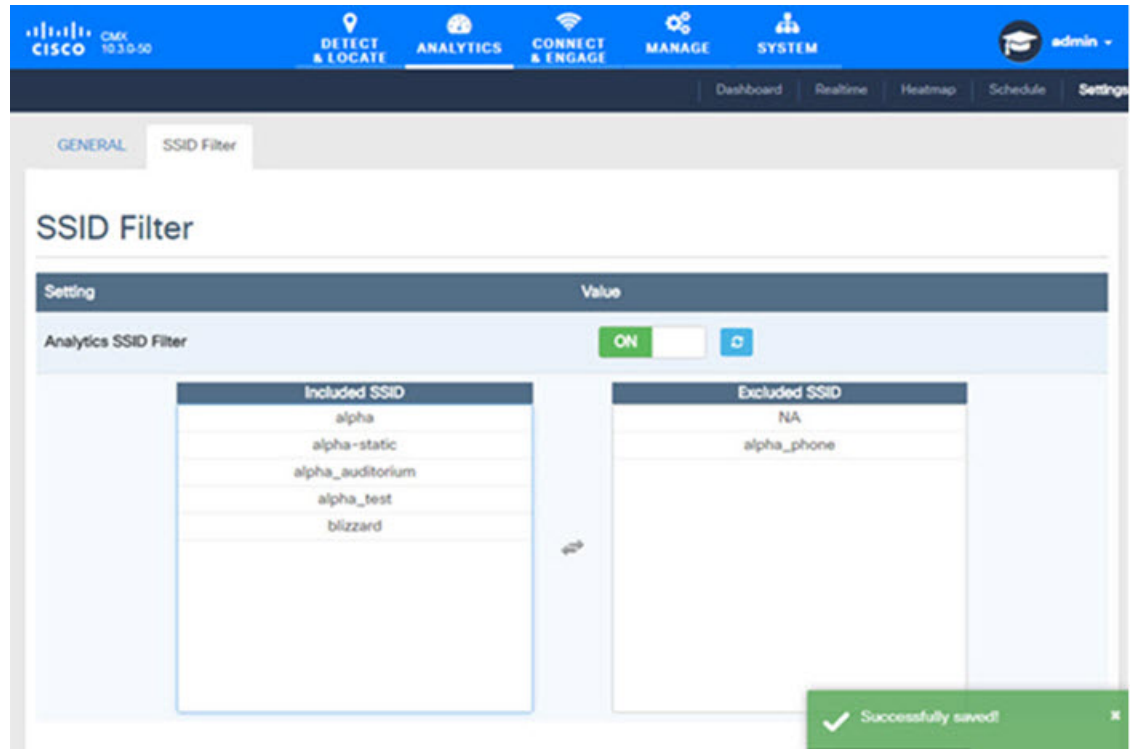 CISCO CMX 10.3.0-50
DETECT & LOCATE
ANALYTICS
CONNECT & ENGAGE
MANAGE
SYSTEM
admin
Dashboard
Realtime
Heatmap
Schedule
Settings
GENERAL
SSID Filter
SSID Filter
Setting Value
Analytics SSID Filter ON
Included SSID
alpha
alpha-static
alpha_auditorium
alpha_test
blizzard
Excluded SSID
NA
alpha_phone
Successfully saved!